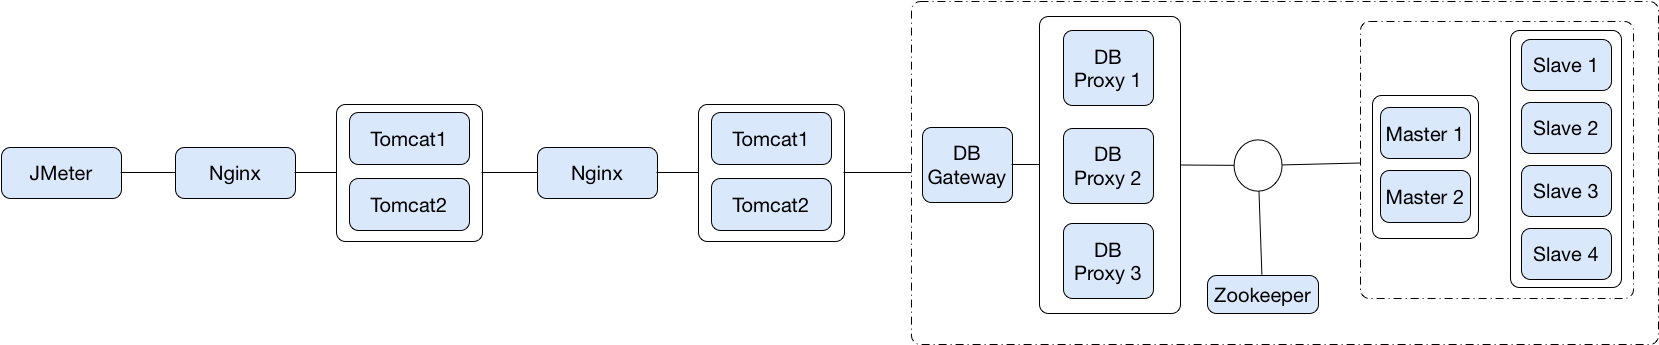 JMeter
Nginx
Tomcat1
Tomcat2
Nginx
Tomcat1
Tomcat2
DB
Gateway
DB
Proxy 1
DB
Proxy 2
DB
Proxy 3
Zookeeper
Master 1
Master 2
Slave 1
Slave 2
Slave 3
Slave 4